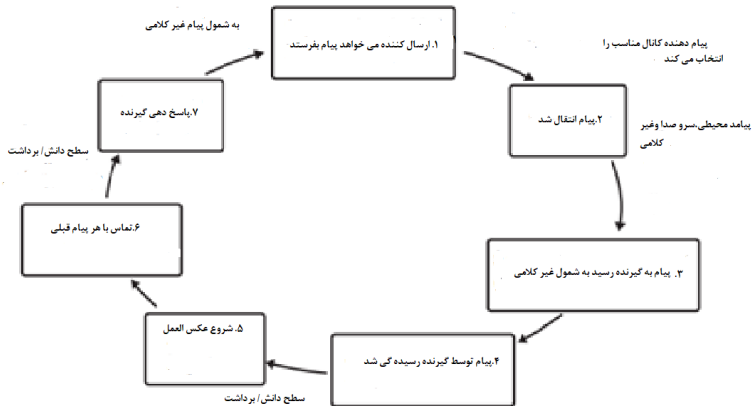 ۱. ارسال کننده می خواهد پیام بفرستد
پیام دهنده کانال مناسب را
انتخاب می کند
۲.پیام انتقال شد
پیامد محیطی،سرو صدا وغیر
کلامی
۳. پیام به گیرنده رسید به شمول غیر کلامی
۴.پیام توسط گیرنده رسیده گی شد
سطح دانش/ برداشت
۵. شروع عکس العمل
۶.تماس با هر پیام قبلی
سطح دانش/ برداشت
۷.پاسخ دهی گیرنده
به شمول پیام غیر کلامی